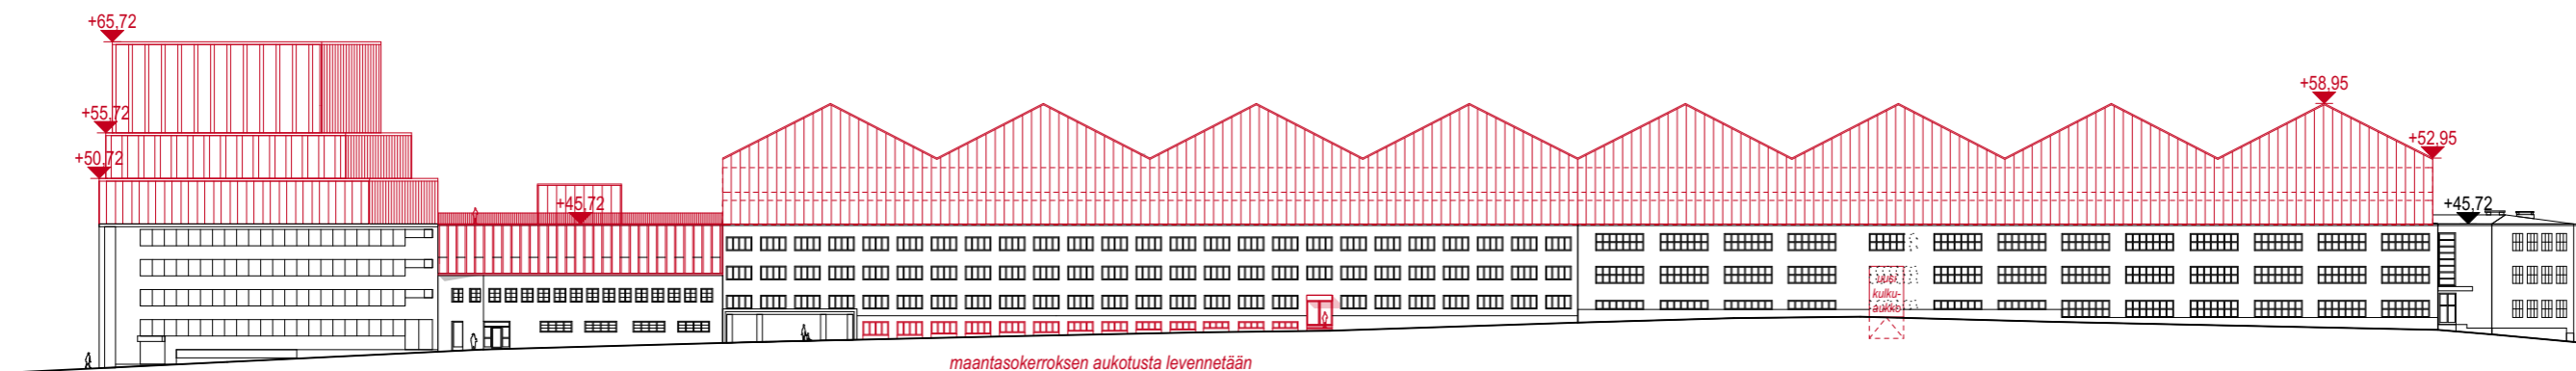 +65,72
+55,72
+50,72
+45,72
+58,95
+52,95
+45,72
uusi
kulku-
aukko
maantasokerroksen aukotusta levennetään